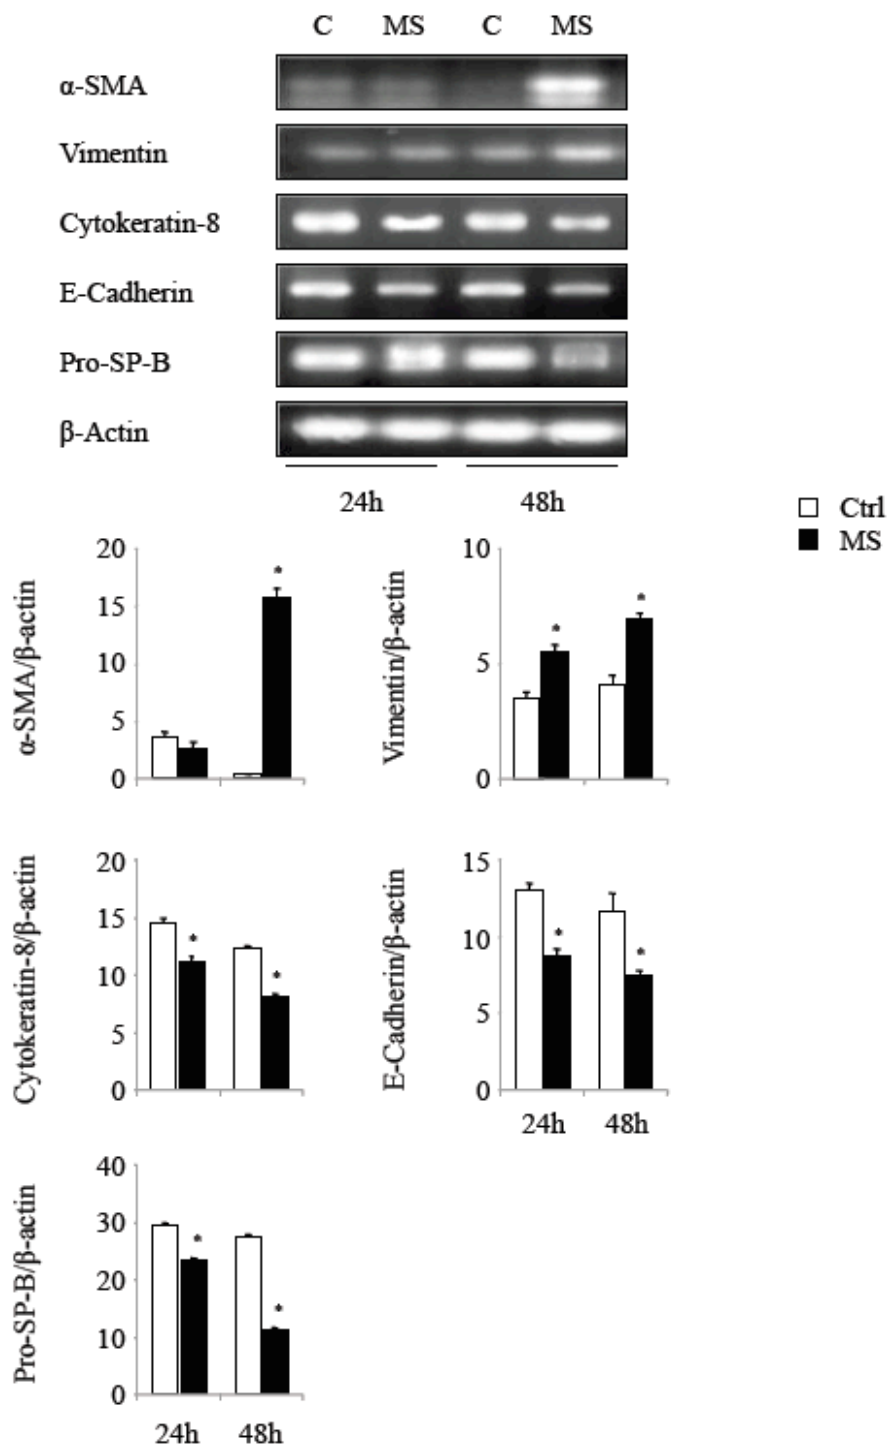 C MS C MS
α-SMA
Vimentin
Cytokeratin-8
E-Cadherin
Pro-SP-B
β-Actin
24h 48h
Ctrl
MS
α-SMA/β-actin
20
15
10
5
0
*
Vimentin/β-actin
10
5
0
* *
Cytokeratin-8/β-actin
20
15
10
5
0
* *
E-Cadherin/β-actin
15
10
5
0
* *
24h 48h
Pro-SP-B/β-actin
40
30
20
10
0
* *
24h 48h